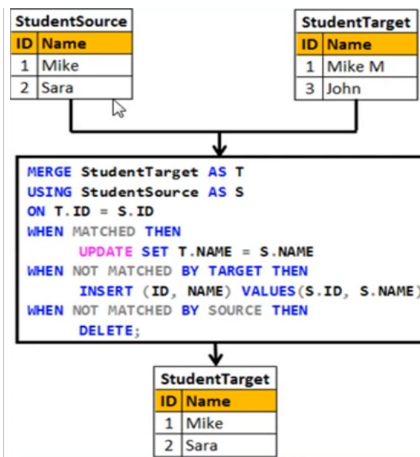 StudentSource
ID Name
1 Mike
2 Sara
StudentTarget
ID Name
1 Mike M
3 John
MERGE StudentTarget AS T
USING StudentSource AS S
ON T.ID = S.ID
WHEN MATCHED THEN
UPDATE SET T.NAME = S.NAME
WHEN NOT MATCHED BY TARGET THEN
INSERT (ID, NAME) VALUES(S.ID, S.NAME)
WHEN NOT MATCHED BY SOURCE THEN
DELETE;
StudentTarget
ID Name
1 Mike
2 Sara